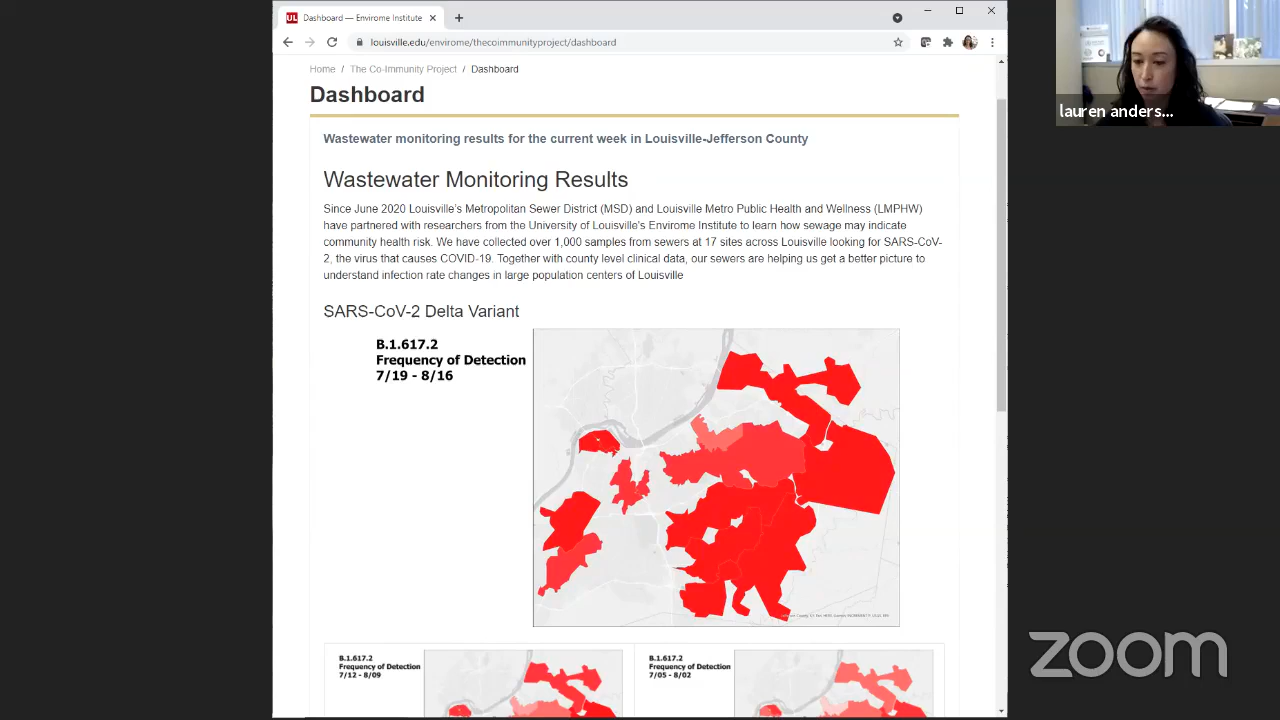 UL Dashboard — Envirome Institute
louisville.edu/envirome/thecoimmunityproject/dashboard
Home / The Co-Immunity Project / Dashboard
Dashboard
Wastewater monitoring results for the current week in Louisville-Jefferson County
Wastewater Monitoring Results
Since June 2020 Louisville's Metropolitan Sewer District (MSD) and Louisville Metro Public Health and Wellness (LMPHW)
have partnered with researchers from the University of Louisville's Envirome Institute to learn how sewage may indicate
community health risk. We have collected over 1,000 samples from sewers at 17 sites across Louisville looking for SARS-CoV-
2, the virus that causes COVID-19. Together with county level clinical data, our sewers are helping us get a better picture to
understand infection rate changes in large population centers of Louisville
SARS-CoV-2 Delta Variant
B.1.617.2
Frequency of Detection
7/19 - 8/16
B.1.617.2
Frequency of Detection
7/12 - 8/09
B.1.617.2
Frequency of Detection
7/05 - 8/02
lauren anders...
zoom